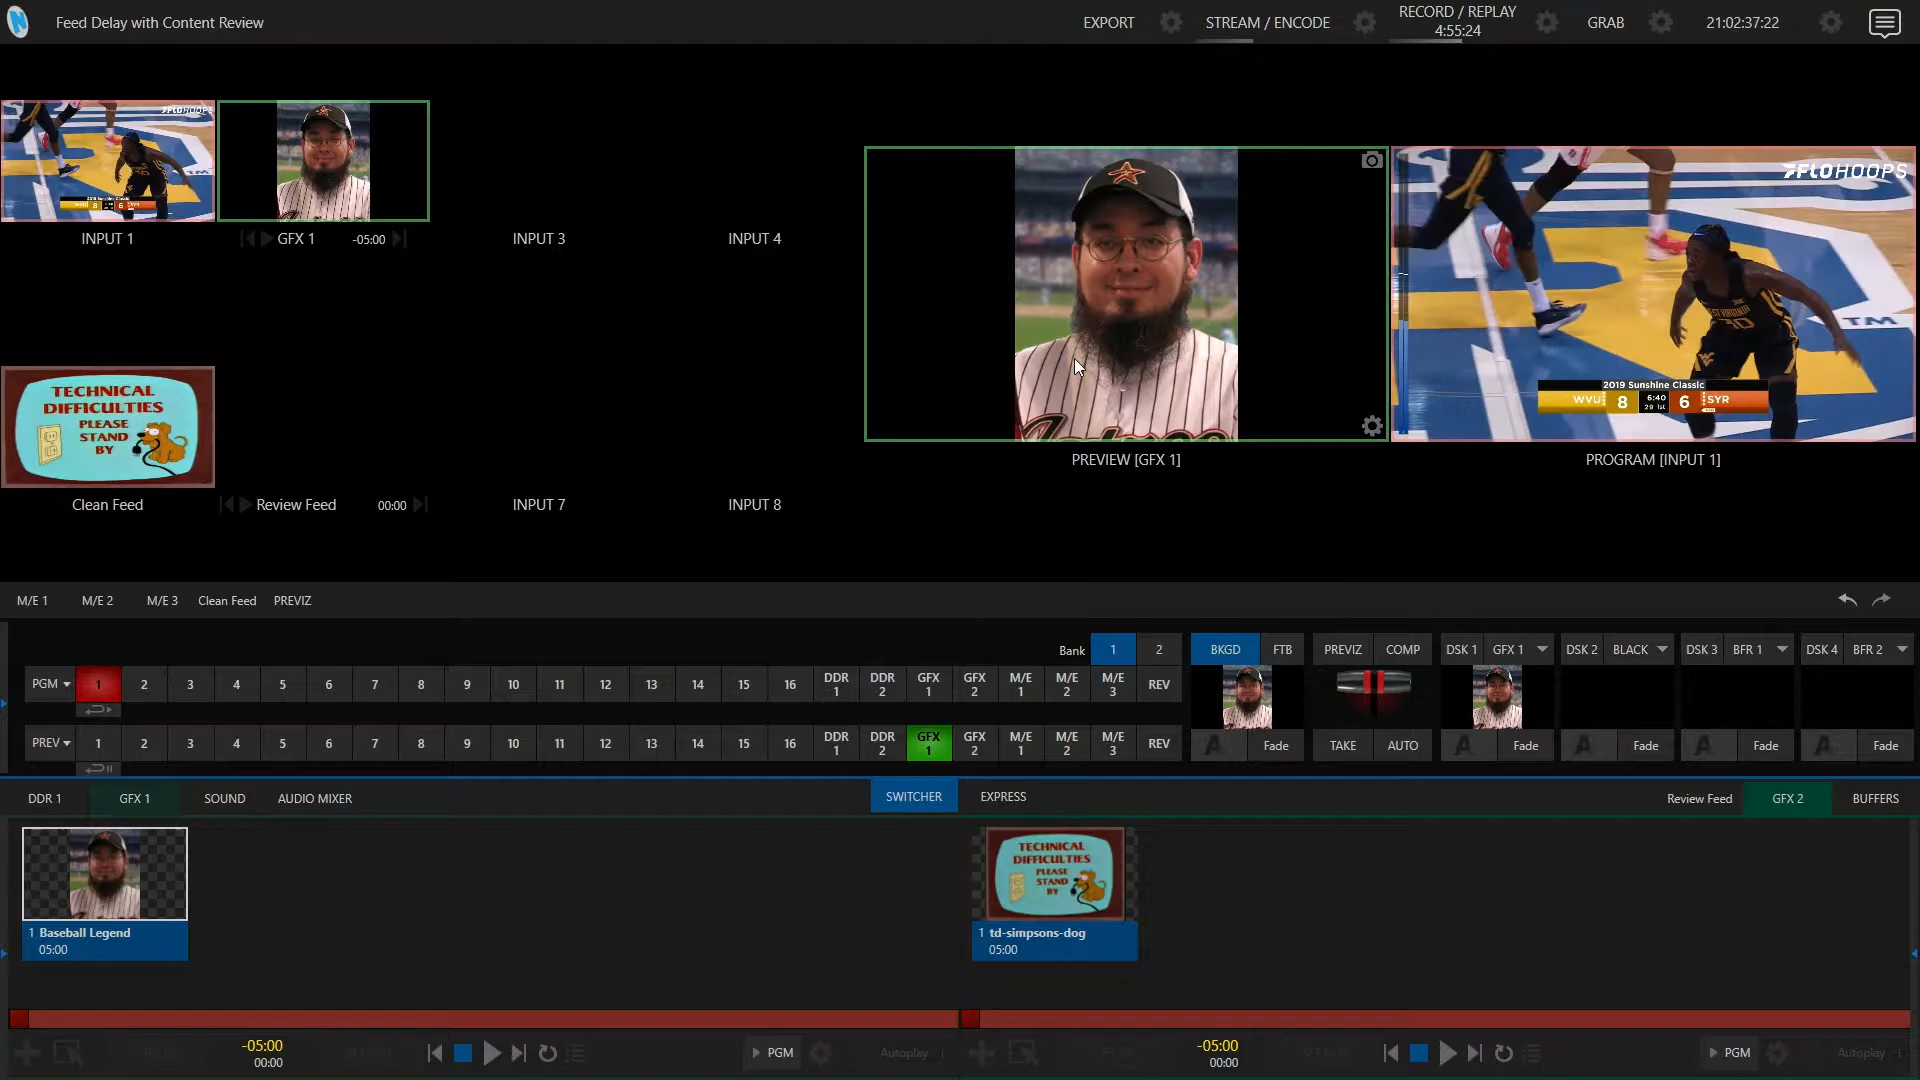 Feed Delay with Content Review
EXPORT
STREAM / ENCODE
RECORD / REPLAY
4:55:24
GRAB
21:02:37:22
FLOHOOPS
INPUT 1
GFX 1
-05:00
INPUT 3
INPUT 4
FLOHOOPS
WEST VIRGINIA
TM
2019 Sunshine Classic
WVU 8 6:40 6 SYR
29 1st
PREVIEW [GFX 1]
PROGRAM [INPUT 1]
TECHNICAL
DIFFICULTIES
PLEASE
STAND
BY
Clean Feed
Review Feed
00:00
INPUT 7
INPUT 8
M/E 1
M/E 2
M/E 3
Clean Feed
PREVIZ
Bank 1 2
BKGD FTB
PREVIZ COMP
DSK 1 GFX 1
DSK 2 BLACK
DSK 3 BFR 1
DSK 4 BFR 2
PGM 1 2 3 4 5 6 7 8 9 10 11 12 13 14 15 16 DDR 1 DDR 2 GFX 1 GFX 2 M/E 1 M/E 2 M/E 3 REV
PREV 1 2 3 4 5 6 7 8 9 10 11 12 13 14 15 16 DDR 1 DDR 2 GFX 1 GFX 2 M/E 1 M/E 2 M/E 3 REV
A Fade
TAKE AUTO
A Fade
A Fade
A Fade
A Fade
DDR 1
GFX 1
SOUND
AUDIO MIXER
SWITCHER
EXPRESS
Review Feed
GFX 2
BUFFERS
1 Baseball Legend
05:00
TECHNICAL
DIFFICULTIES
PLEASE
STAND
BY
1 td-simpsons-dog
05:00
-05:00
00:00
PGM
Autoplay
-05:00
00:00
PGM
Autoplay